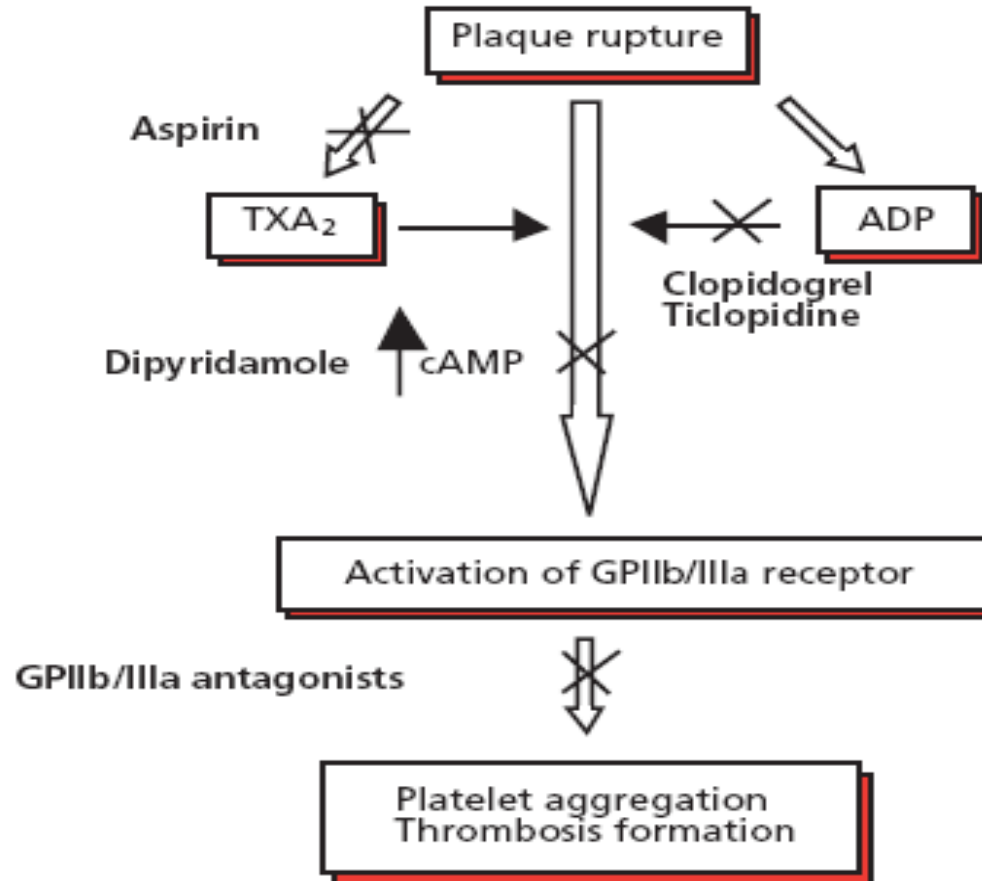 Plaque rupture
Aspirin
TXA₂
ADP
Clopidogrel
Ticlopidine
Dipyridamole
cAMP
Activation of GPIIb/IIIa receptor
GPIIb/IIIa antagonists
Platelet aggregation
Thrombosis formation